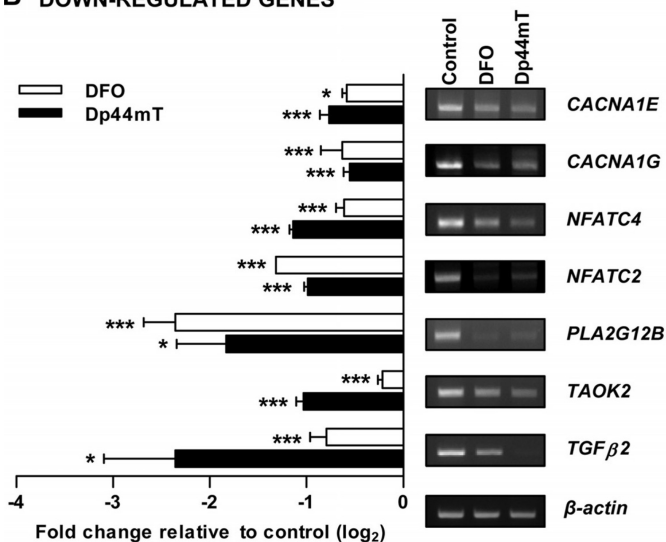 B DOWN-REGULATED GENES
Control DFO Dp44mT
DFO
Dp44mT
* CACNA1E
***
*** CACNA1G
***
*** NFATC4
***
*** NFATC2
***
*** PLA2G12B
*
*** TAOK2
***
*** TGFβ2
*
-4 -3 -2 -1 0
β-actin
Fold change relative to control (log2)